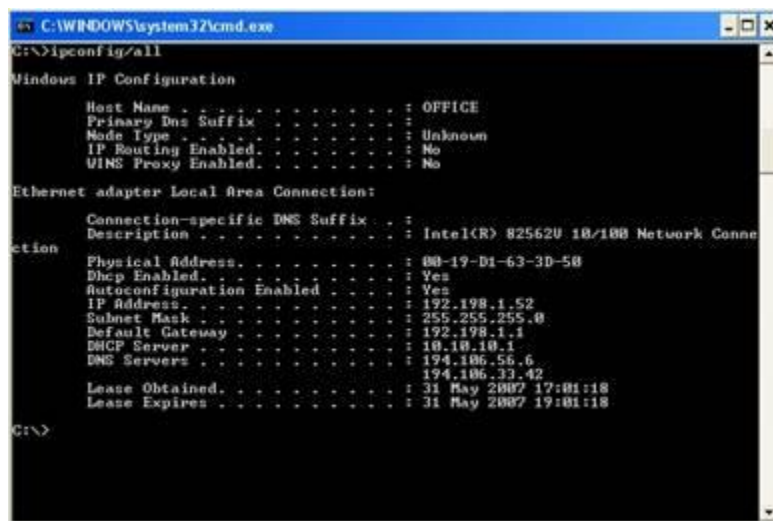 C:\WINDOWS\system32\cmd.exe
C:\>ipconfig/all
Windows IP Configuration
Host Name . . . . . . . . . . . . : OFFICE
Primary Dns Suffix  . . . . . . . :
Node Type . . . . . . . . . . . . : Unknown
IP Routing Enabled. . . . . . . . : No
WINS Proxy Enabled. . . . . . . . : No
Ethernet adapter Local Area Connection:
Connection-specific DNS Suffix  . :
Description . . . . . . . . . . . : Intel(R) 82562V 10/100 Network Conne
ction
Physical Address. . . . . . . . . : 00-19-D1-63-3D-50
Dhcp Enabled. . . . . . . . . . . : Yes
Autoconfiguration Enabled . . . . : Yes
IP Address. . . . . . . . . . . . : 192.198.1.52
Subnet Mask . . . . . . . . . . . : 255.255.255.0
Default Gateway . . . . . . . . . : 192.198.1.1
DHCP Server . . . . . . . . . . . : 10.10.10.1
DNS Servers . . . . . . . . . . . : 194.106.56.6
194.106.33.42
Lease Obtained. . . . . . . . . . : 31 May 2007 17:01:18
Lease Expires . . . . . . . . . . : 31 May 2007 19:01:18
C:\>